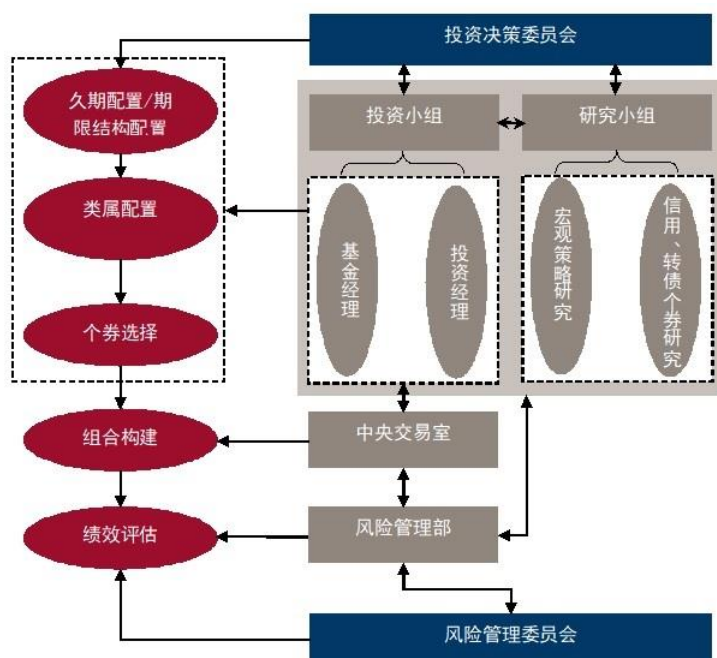 投资决策委员会
久期配置/期
限结构配置
投资小组
研究小组
类属配置
基金经理
投资经理
宏观策略研究
信用、转债个券研究
个券选择
组合构建
中央交易室
绩效评估
风险管理部
风险管理委员会